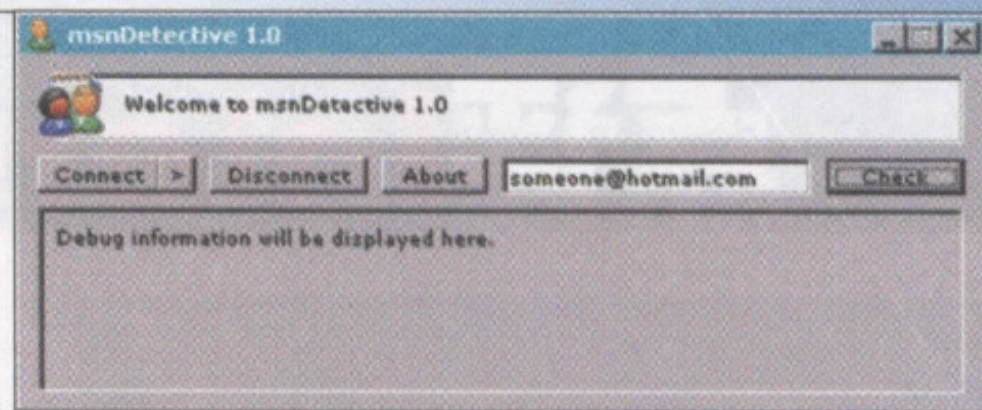 msnDetective 1.0
Welcome to msnDetective 1.0
Connect > Disconnect About someone@hotmail.com Check
Debug information will be displayed here.